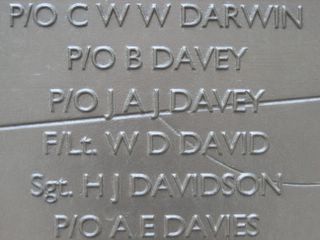 P/O C W W DARWIN
P/O B DAVEY
P/O J A J DAVEY
F/Lt. W D DAVID
Sgt. H J DAVIDSON
P/O A E DAVIES